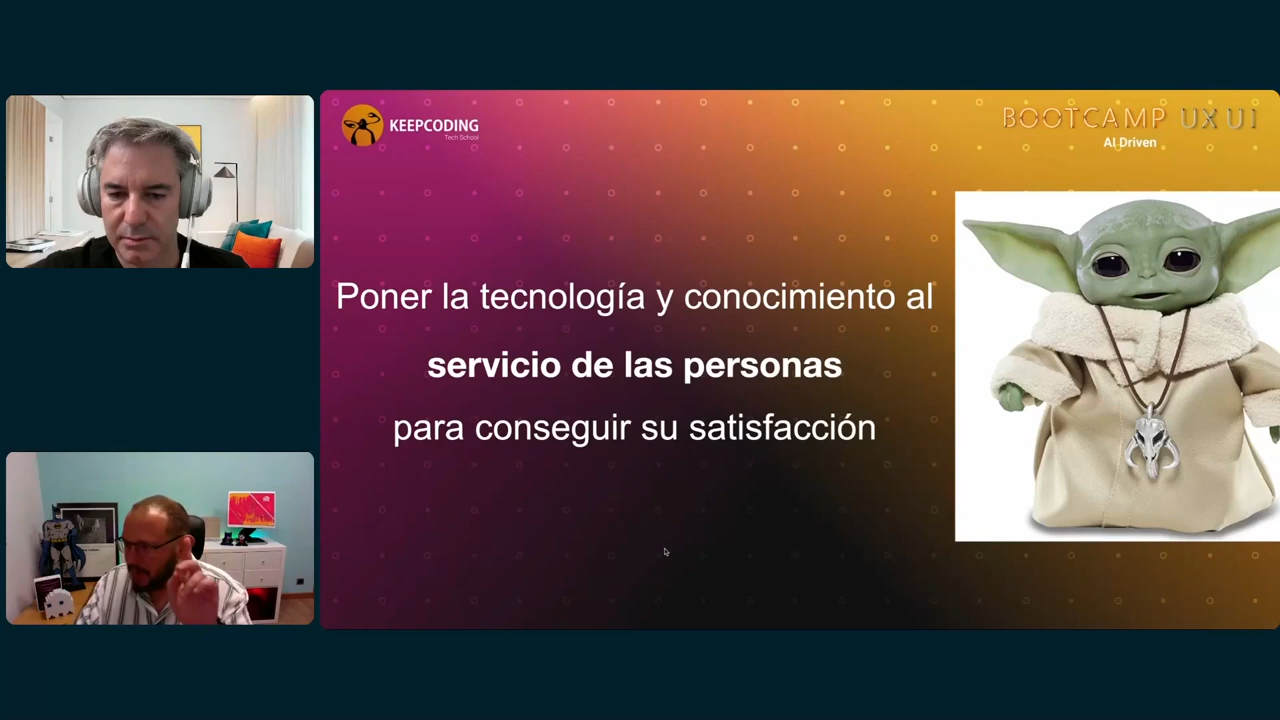 KEEPCODING
Tech School
BOOTCAMP UX UI
AI Driven
Poner la tecnología y conocimiento al
servicio de las personas
para conseguir su satisfacción